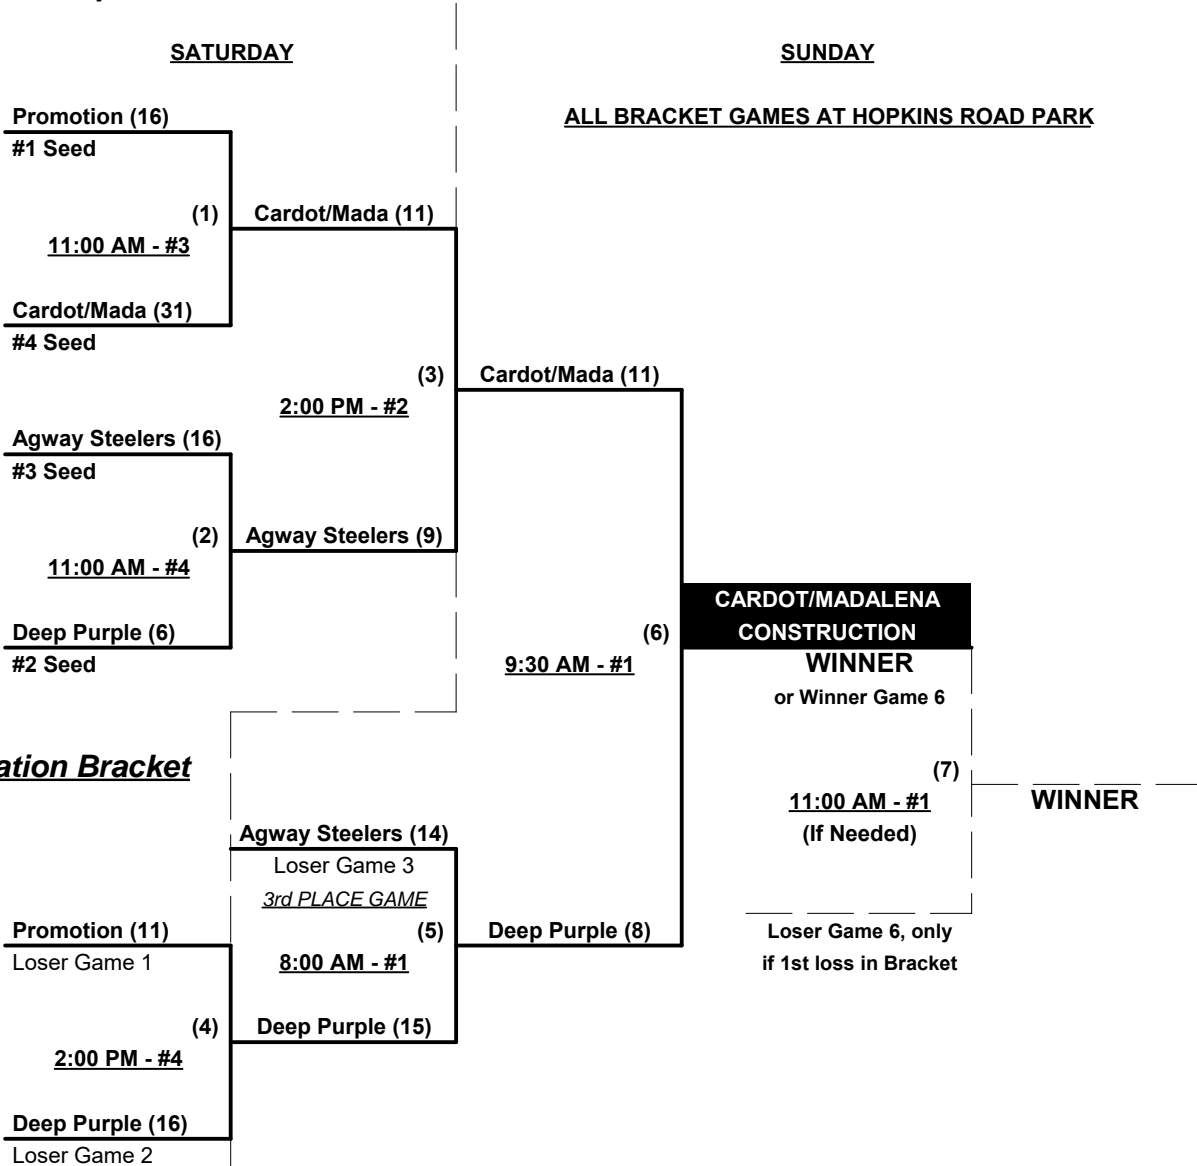 SATURDAY
SUNDAY
Promotion (16)
ALL BRACKET GAMES AT HOPKINS ROAD PARK
#1 Seed
(1)
Cardot/Mada (11)
11:00 AM - #3
Cardot/Mada (31)
#4 Seed
(3)
Cardot/Mada (11)
2:00 PM - #2
Agway Steelers (16)
#3 Seed
(2)
Agway Steelers (9)
11:00 AM - #4
CARDOT/MADALENA
CONSTRUCTION
Deep Purple (6)
(6)
#2 Seed
9:30 AM - #1
WINNER
or Winner Game 6
ation Bracket
(7)
11:00 AM - #1
WINNER
(If Needed)
Agway Steelers (14)
Loser Game 3
3rd PLACE GAME
Promotion (11)
(5)
Deep Purple (8)
Loser Game 6, only
if 1st loss in Bracket
Loser Game 1
8:00 AM - #1
(4)
Deep Purple (15)
2:00 PM - #4
Deep Purple (16)
Loser Game 2